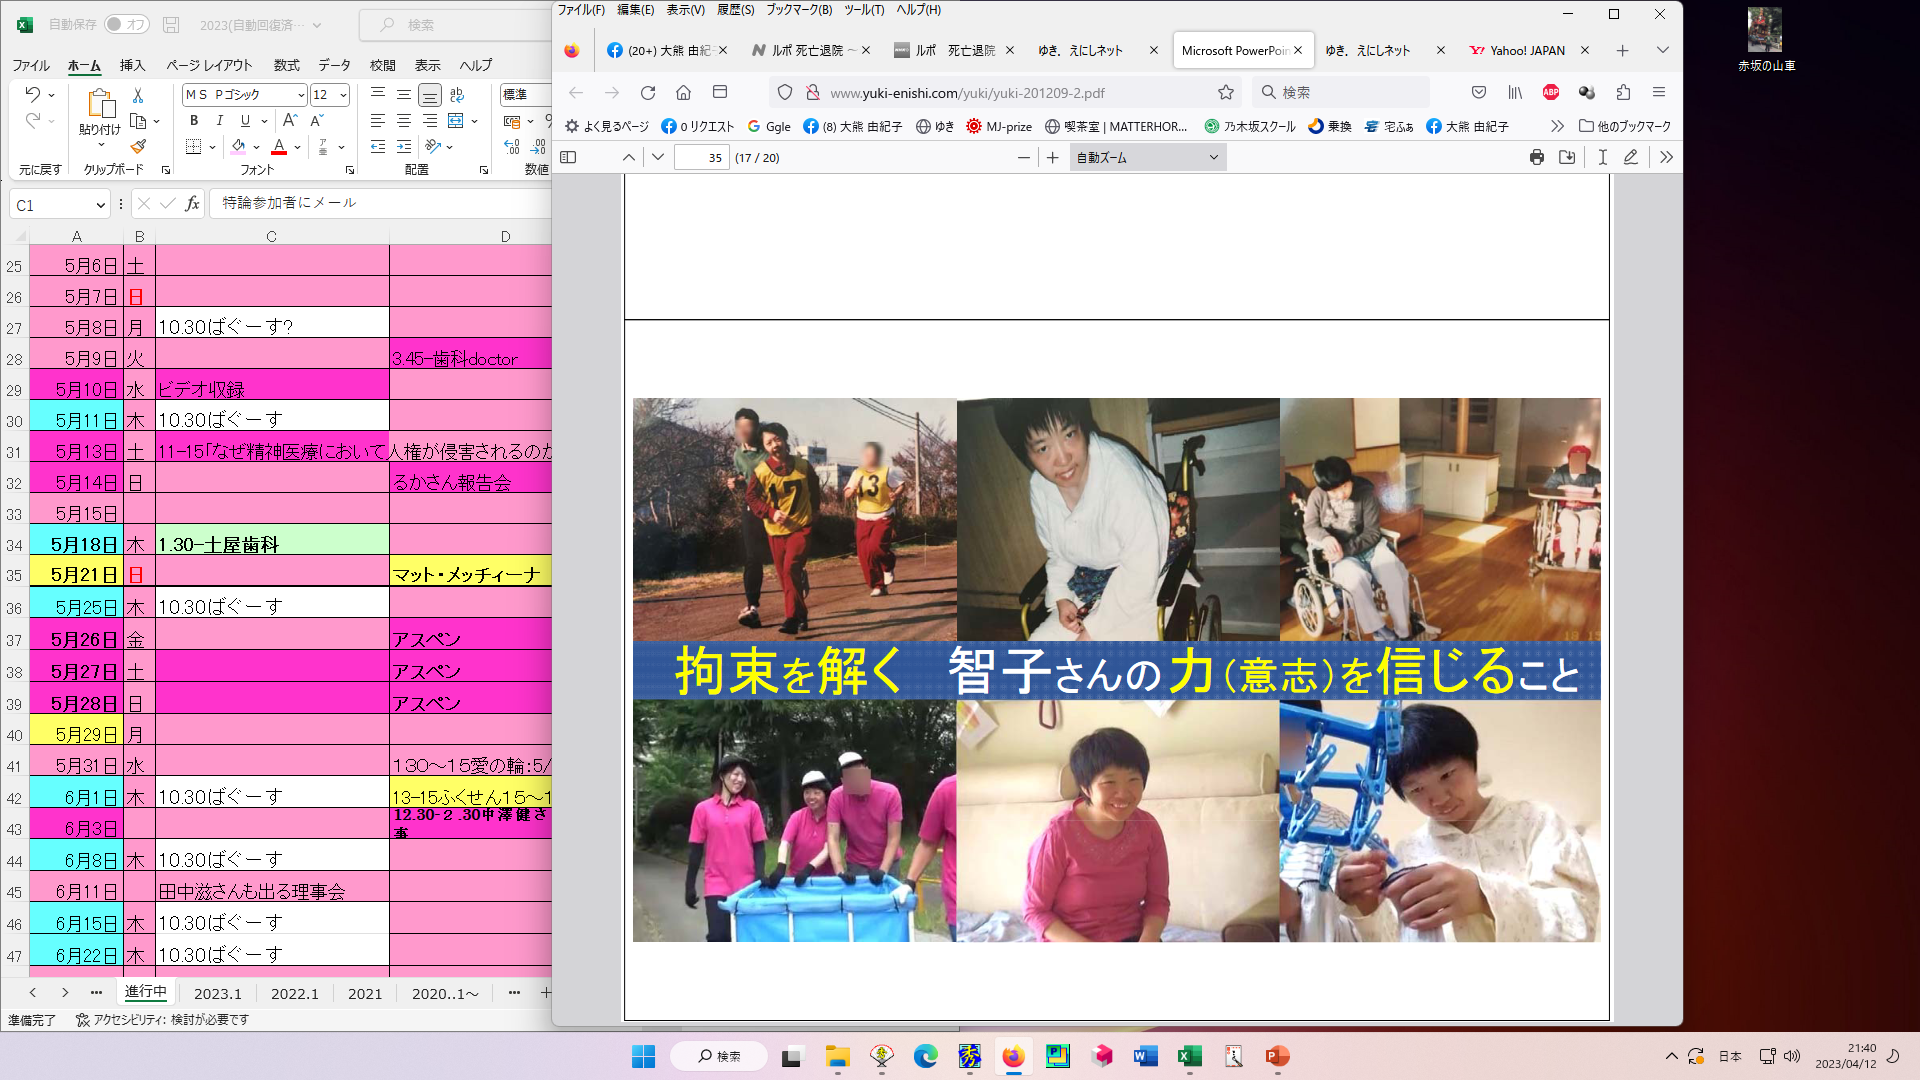 自動保存 オフ 2023(自動回復済… 検索
ファイル ホーム 挿入 ページ レイアウト 数式 データ 校閲 表示 ヘルプ
ＭＳ Ｐゴシック 12 標準
貼り付け
B I U
元に戻す クリップボード フォント 配置 数値
C1 fx 特論参加者にメール
A B C D
25 5月6日 土
26 5月7日 日
27 5月8日 月 10.30ばぐーす?
28 5月9日 火 3.45-歯科doctor
29 5月10日 水 ビデオ収録
30 5月11日 木 10.30ばぐーす
31 5月13日 土 11-15「なぜ精神医療において人権が侵害されるのか
32 5月14日 日 るかさん報告会
33 5月15日
34 5月18日 木 1.30-土屋歯科
35 5月21日 日 マット・メッチィーナ
36 5月25日 木 10.30ばぐーす
37 5月26日 金 アスペン
38 5月27日 土 アスペン
39 5月28日 日 アスペン
40 5月29日 月
41 5月31日 水 130～15愛の輪:5/
42 6月1日 木 10.30ばぐーす 13-15ふくせん15～1
43 6月3日 12.30-２.30中澤健さ
事
44 6月8日 木 10.30ばぐーす
45 6月11日 田中滋さんも出る理事会
46 6月15日 木 10.30ばぐーす
47 6月22日 木 10.30ばぐーす
進行中 2023.1 2022.1 2021 2020..1～
準備完了 アクセシビリティ: 検討が必要です
ファイル(F) 編集(E) 表示(V) 履歴(S) ブックマーク(B) ツール(T) ヘルプ(H)
(20+) 大熊 由紀 ルポ 死亡退院 ～ ルポ 死亡退院 ゆき．えにしネット Microsoft PowerPoin ゆき．えにしネット Yahoo! JAPAN
www.yuki-enishi.com/yuki/yuki-201209-2.pdf 検索 ABP
よく見るページ 0 リクエスト Ggle (8) 大熊 由紀子 ゆき MJ-prize 喫茶室 | MATTERHOR... 乃木坂スクール 乗換 宅ふぁ 大熊 由紀子 他のブックマーク
35 (17 / 20) 自動ズーム
17 13
拘束を解く 智子さんの力（意志）を信じること
赤坂の山車
検索
日本
21:40
2023/04/12